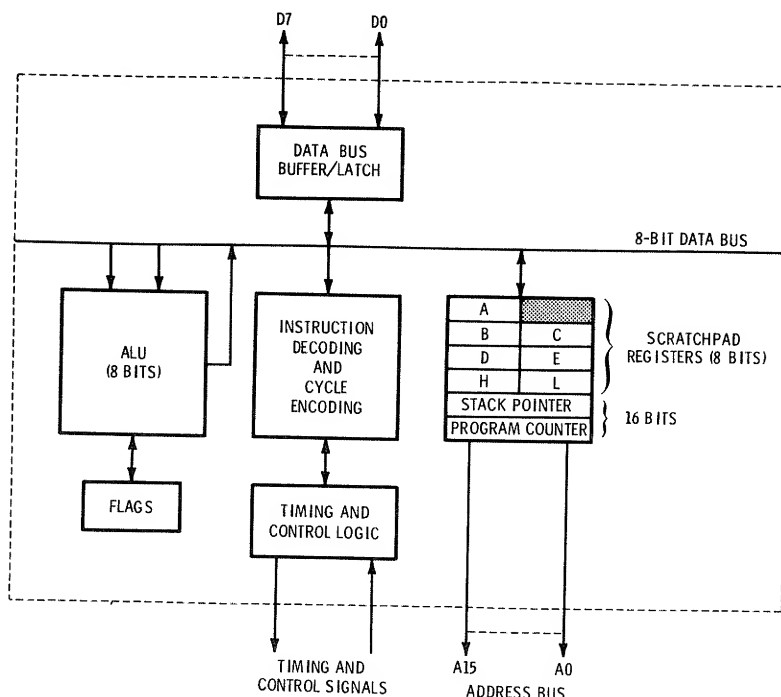 D7
D0
DATA BUS
BUFFER/LATCH
8-BIT DATA BUS
ALU
(8 BITS)
INSTRUCTION
DECODING
AND
CYCLE
ENCODING
A
B
C
D
E
H
L
STACK POINTER
PROGRAM COUNTER
SCRATCHPAD
REGISTERS (8 BITS)
16 BITS
FLAGS
TIMING AND
CONTROL LOGIC
TIMING AND
CONTROL SIGNALS
A15
A0
ADDRESS BUS